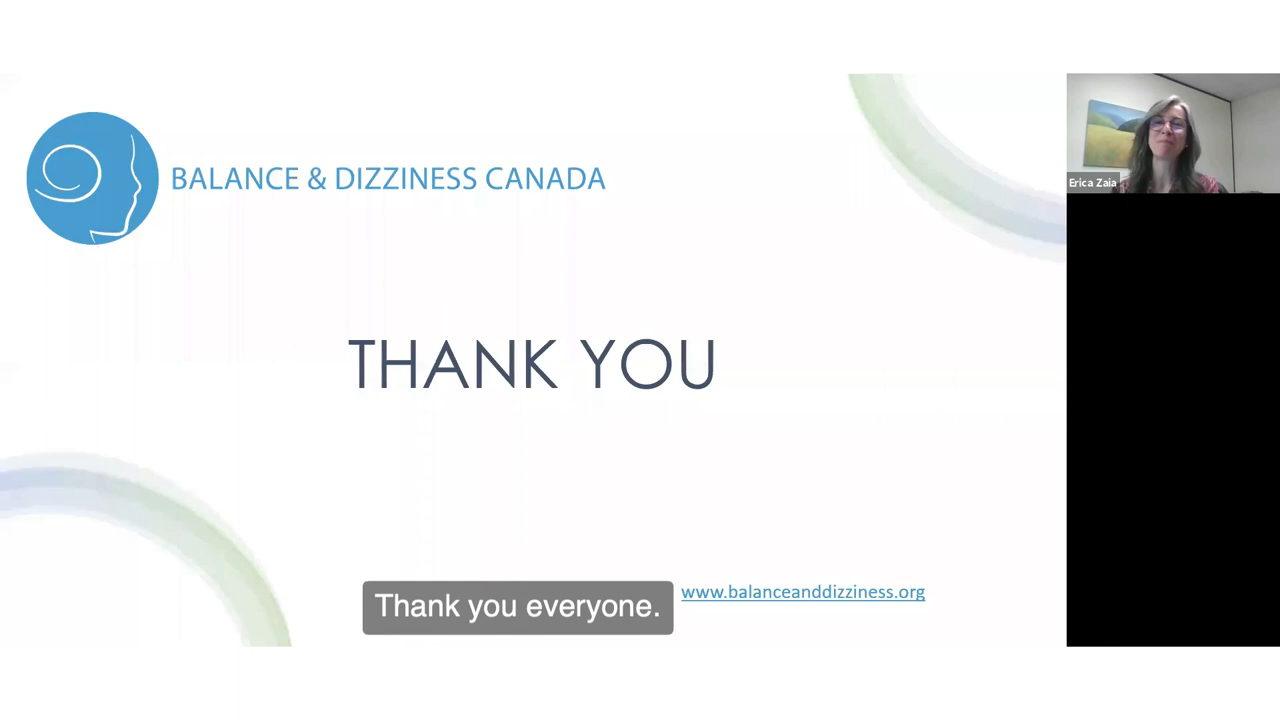 BALANCE & DIZZINESS CANADA
Erica Zaia
THANK YOU
www.balanceanddizziness.org
Thank you everyone.